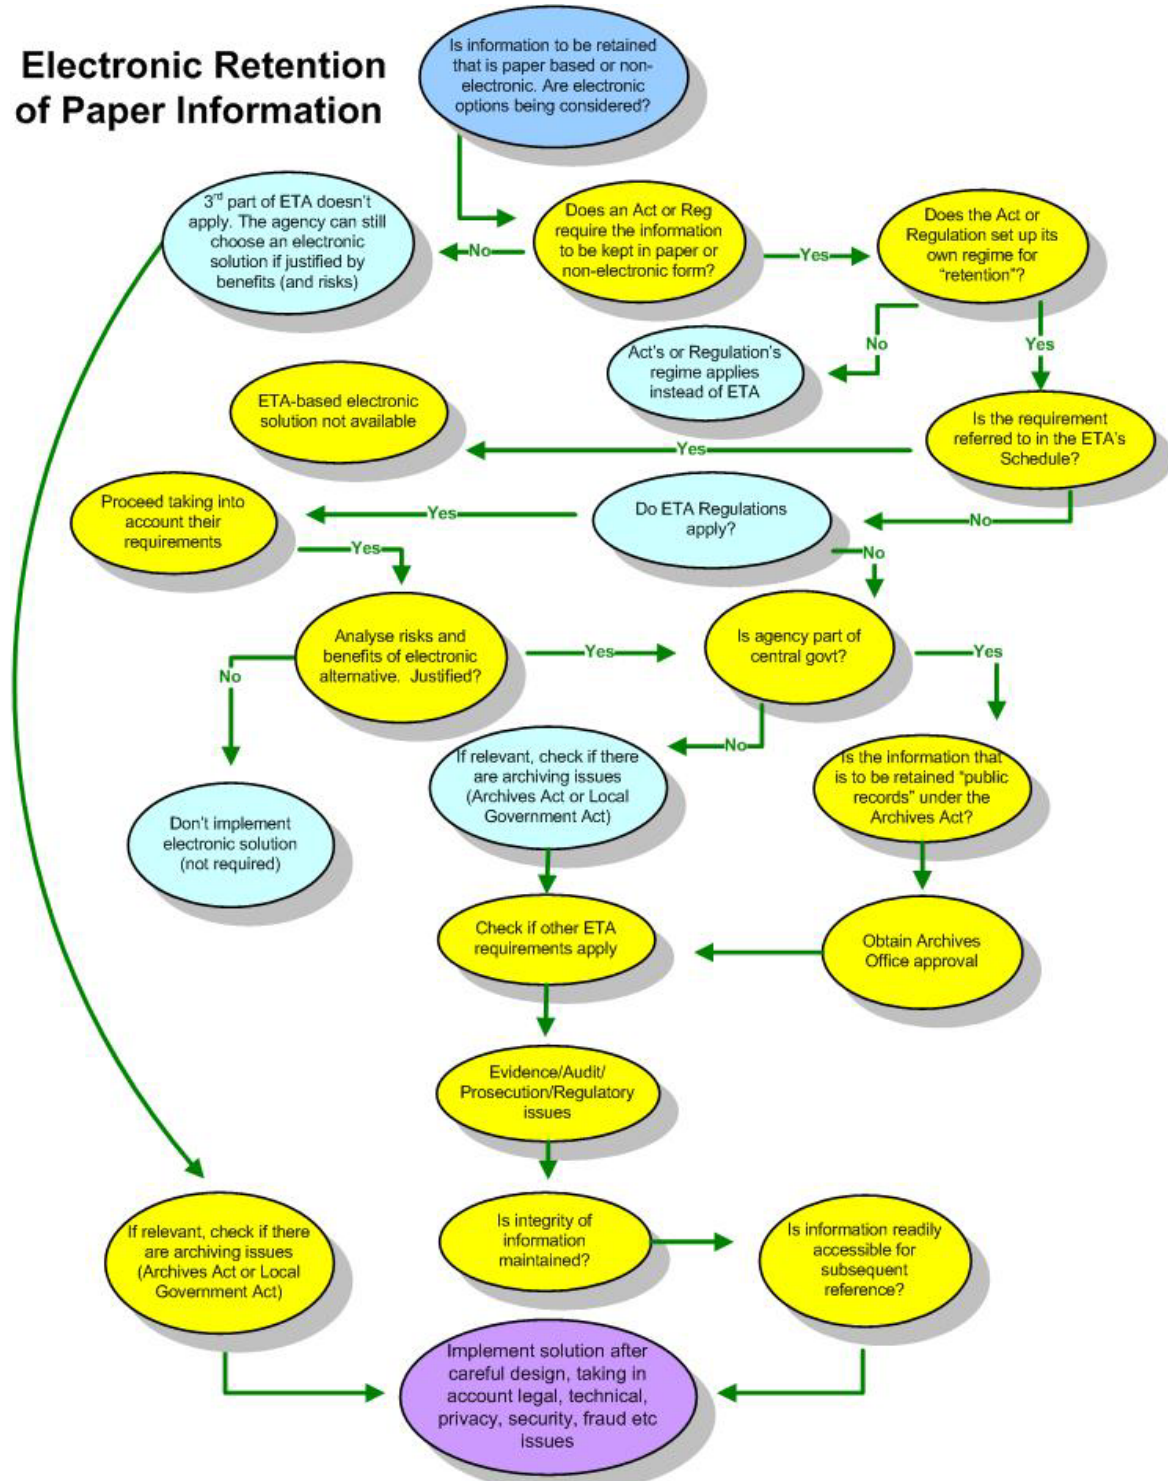 Electronic Retention
of Paper Information
Is information to be retained
that is paper based or non-
electronic. Are electronic
options being considered?
3rd part of ETA doesn't
apply. The agency can still
choose an electronic
solution if justified by
benefits (and risks)
No
Does an Act or Reg
require the information
to be kept in paper or
non-electronic form?
Yes
Does the Act or
Regulation set up its
own regime for
“retention”?
No
Yes
Act's or Regulation's
regime applies
instead of ETA
ETA-based electronic
solution not available
Yes
Is the requirement
referred to in the ETA's
Schedule?
No
Do ETA Regulations
apply?
Yes
Proceed taking into
account their
requirements
Yes
No
Analyse risks and
benefits of electronic
alternative.  Justified?
Yes
No
Is agency part of
central govt?
Yes
No
Don't implement
electronic solution
(not required)
If relevant, check if there
are archiving issues
(Archives Act or Local
Government Act)
Is the information that
is to be retained “public
records” under the
Archives Act?
Check if other ETA
requirements apply
Obtain Archives
Office approval
Evidence/Audit/
Prosecution/Regulatory
issues
If relevant, check if there
are archiving issues
(Archives Act or Local
Government Act)
Is integrity of
information
maintained?
Is information readily
accessible for
subsequent
reference?
Implement solution after
careful design, taking in
account legal, technical,
privacy, security, fraud etc
issues